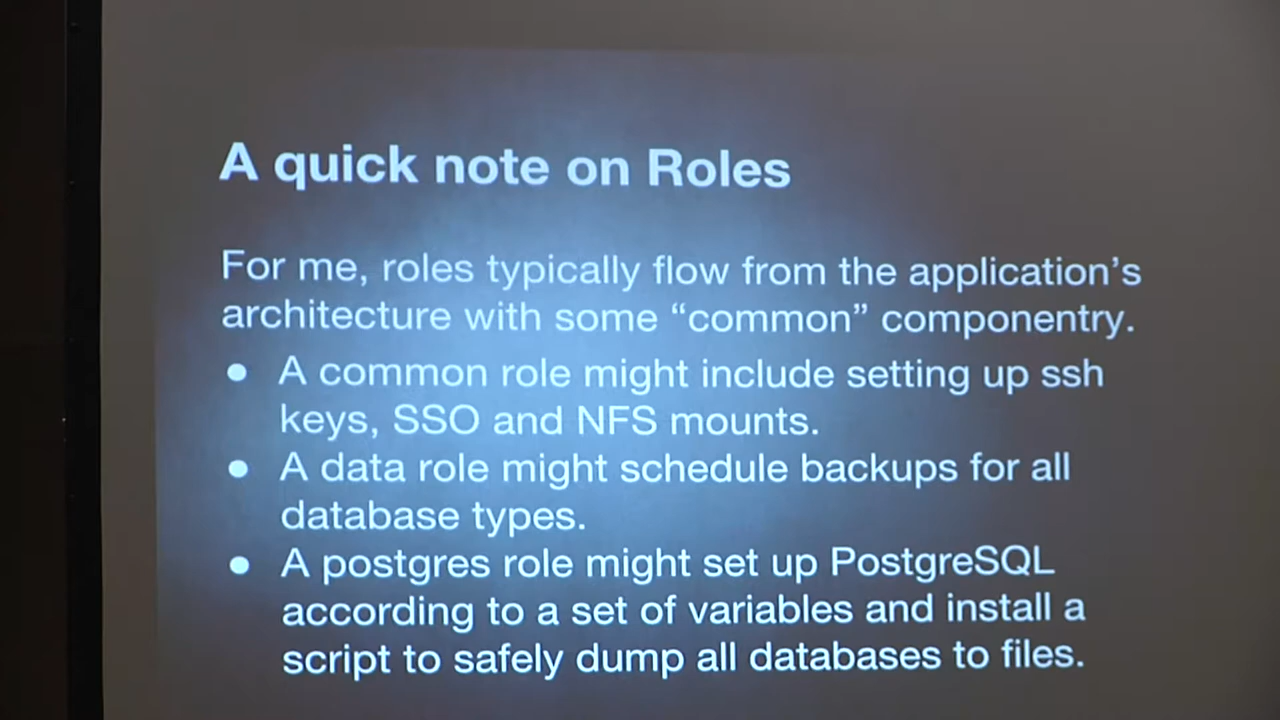 A quick note on Roles
For me, roles typically flow from the application’s
architecture with some “common” componentry.
● A common role might include setting up ssh
keys, SSO and NFS mounts.
● A data role might schedule backups for all
database types.
● A postgres role might set up PostgreSQL
according to a set of variables and install a
script to safely dump all databases to files.